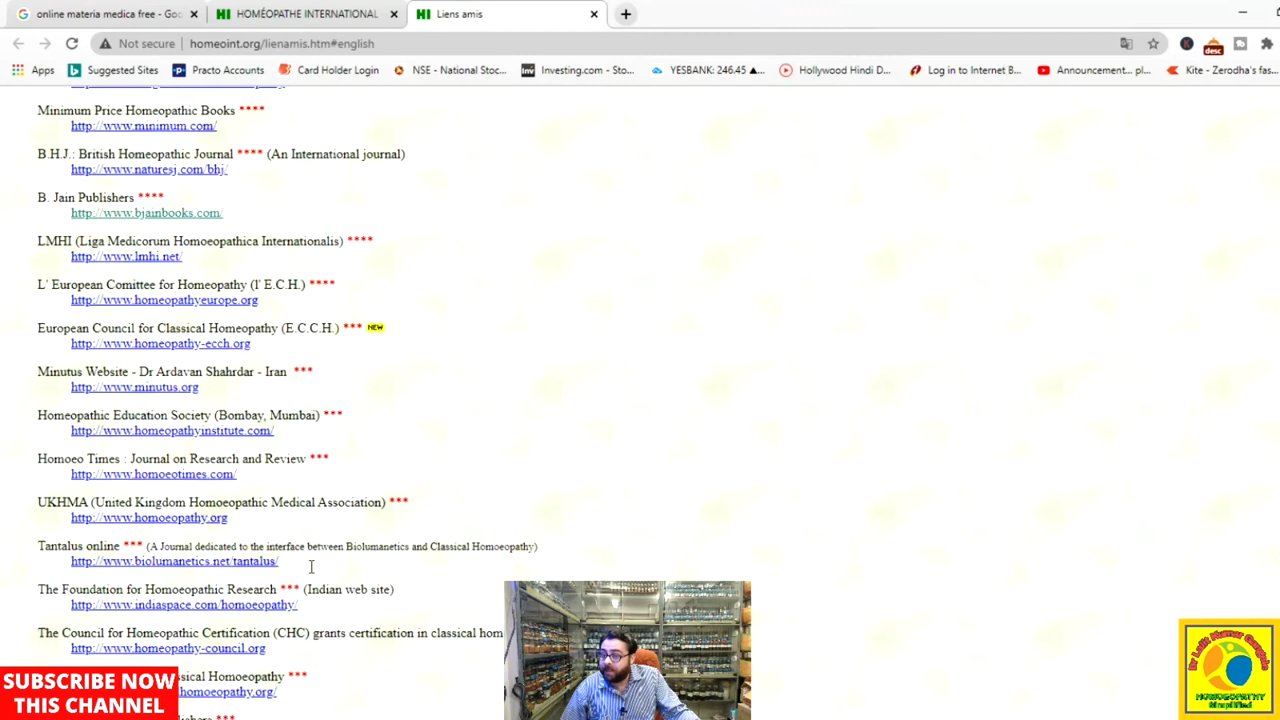 online materia medica free - Goo
HOMÉOPATHE INTERNATIONAL
Liens amis
Not secure
homeoint.org/lienamis.htm#english
Apps
Suggested Sites
Practo Accounts
Card Holder Login
NSE - National Stoc...
Investing.com - Sto...
YESBANK: 246.45 ▲...
Hollywood Hindi D...
Log in to Internet B...
Announcement... pl...
Kite - Zerodha's fas...
desc
Minimum Price Homeopathic Books ****
http://www.minimum.com/
B.H.J.: British Homeopathic Journal **** (An International journal)
http://www.naturesj.com/bhj/
B. Jain Publishers ****
http://www.bjainbooks.com/
LMHI (Liga Medicorum Homoeopathica Internationalis) ****
http://www.lmhi.net/
L' European Comittee for Homeopathy (l' E.C.H.) ****
http://www.homeopathyeurope.org
European Council for Classical Homeopathy (E.C.C.H.) *** NEW
http://www.homeopathy-ecch.org
Minutus Website - Dr Ardavan Shahrdar - Iran ***
http://www.minutus.org
Homeopathic Education Society (Bombay, Mumbai) ***
http://www.homeopathyinstitute.com/
Homoeo Times : Journal on Research and Review ***
http://www.homoeotimes.com/
UKHMA (United Kingdom Homoeopathic Medical Association) ***
http://www.homoeopathy.org
Tantalus online *** (A Journal dedicated to the interface between Biolumanetics and Classical Homoeopathy)
http://www.biolumanetics.net/tantalus/
The Foundation for Homoeopathic Research *** (Indian web site)
http://www.indiaspace.com/homoeopathy/
The Council for Homeopathic Certification (CHC) grants certification in classical hom
http://www.homeopathy-council.org
ssical Homeopathy ***
homoeopathy.org/
SUBSCRIBE NOW
THIS CHANNEL
HOMOEOPATHY